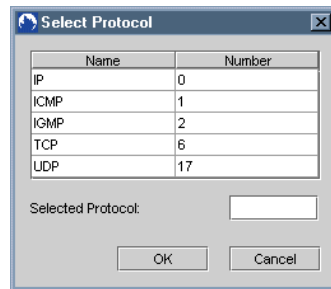 Select Protocol
Name Number
IP 0
ICMP 1
IGMP 2
TCP 6
UDP 17
Selected Protocol:
OK Cancel